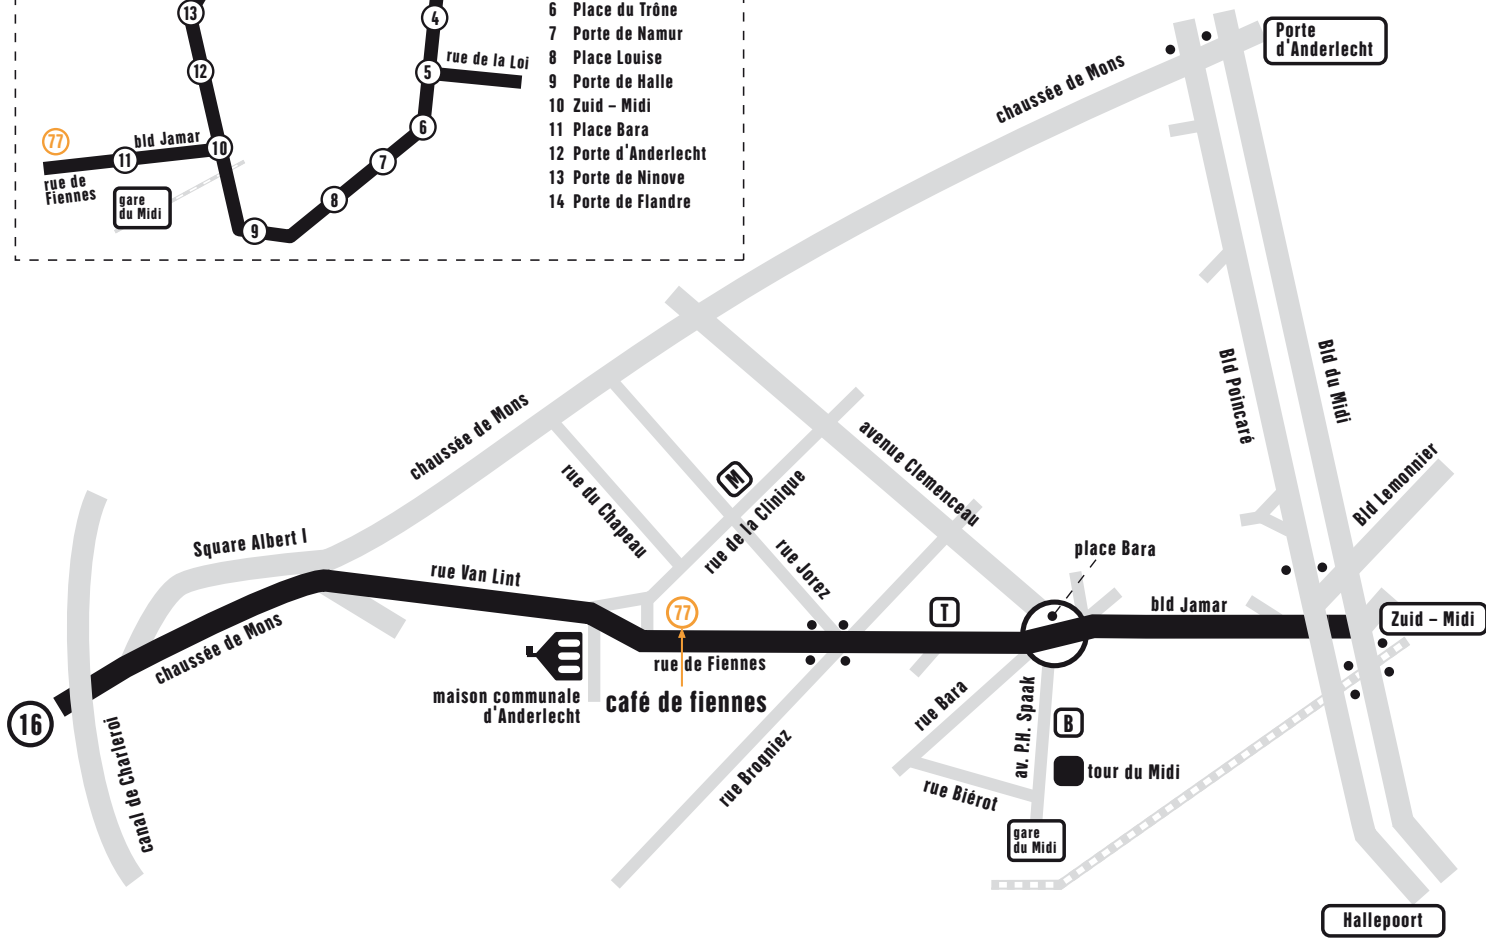 13
4
6 Place du Trône
7 Porte de Namur
8 Place Louise
9 Porte de Halle
10 Zuid – Midi
11 Place Bara
12 Porte d'Anderlecht
13 Porte de Ninove
14 Porte de Flandre
rue de la Loi
5
12
6
77
bld Jamar
10
11
7
rue de
Fiennes
gare
du Midi
8
9
Porte
d'Anderlecht
chaussée de Mons
Bld Poincaré
Bld du Midi
chaussée de Mons
avenue Clemenceau
Bld Lemonnier
rue du Chapeau
M
rue de la Clinique
Square Albert I
rue Van Lint
rue Jorez
place Bara
77
T
bld Jamar
Zuid – Midi
chaussée de Mons
rue de Fiennes
maison communale
d'Anderlecht
café de fiennes
16
rue Bara
av. P.H. Spaak
B
canal de Charleroi
rue Brogniez
tour du Midi
rue Biérot
gare
du Midi
Hallepoort